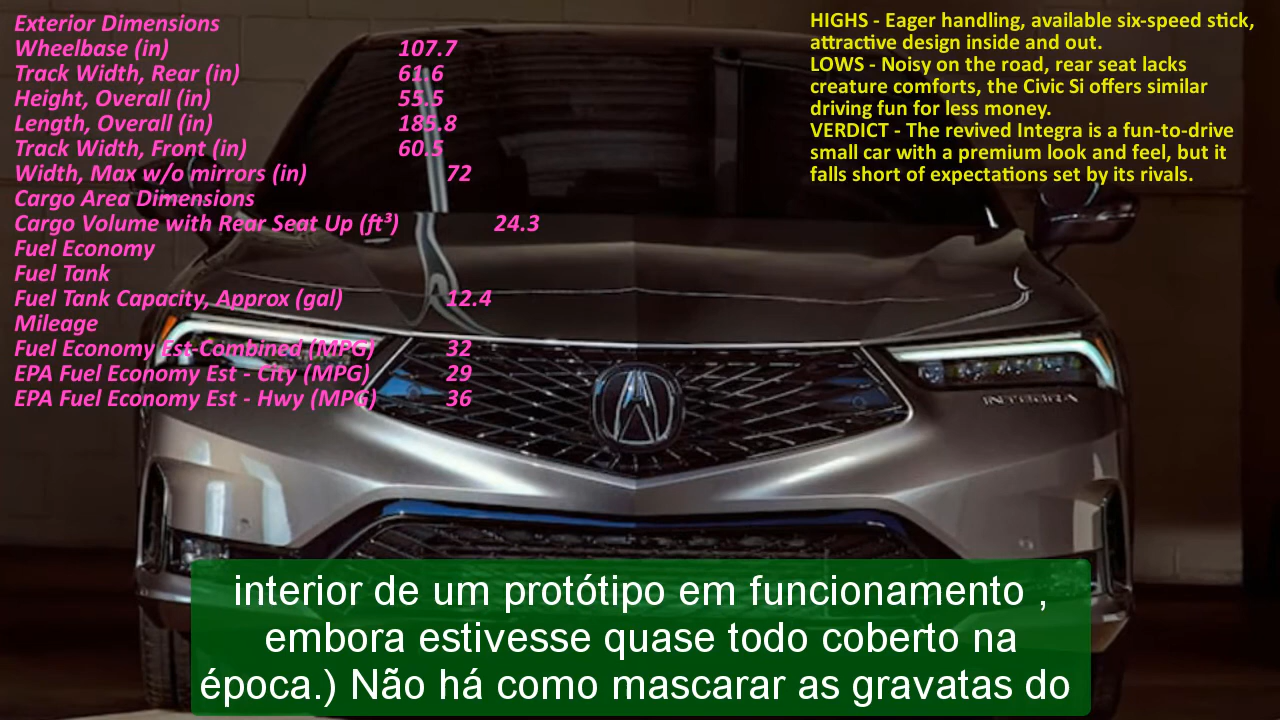 Exterior Dimensions
Wheelbase (in) 107.7
Track Width, Rear (in) 61.6
Height, Overall (in) 55.5
Length, Overall (in) 185.8
Track Width, Front (in) 60.5
Width, Max w/o mirrors (in) 72
Cargo Area Dimensions
Cargo Volume with Rear Seat Up (ft³) 24.3
Fuel Economy
Fuel Tank
Fuel Tank Capacity, Approx (gal) 12.4
Mileage
Fuel Economy Est-Combined (MPG) 32
EPA Fuel Economy Est - City (MPG) 29
EPA Fuel Economy Est - Hwy (MPG) 36
HIGHS - Eager handling, available six-speed stick,
attractive design inside and out.
LOWS - Noisy on the road, rear seat lacks
creature comforts, the Civic Si offers similar
driving fun for less money.
VERDICT - The revived Integra is a fun-to-drive
small car with a premium look and feel, but it
falls short of expectations set by its rivals.
INTEGRA
interior de um protótipo em funcionamento ,
embora estivesse quase todo coberto na
época.) Não há como mascarar as gravatas do